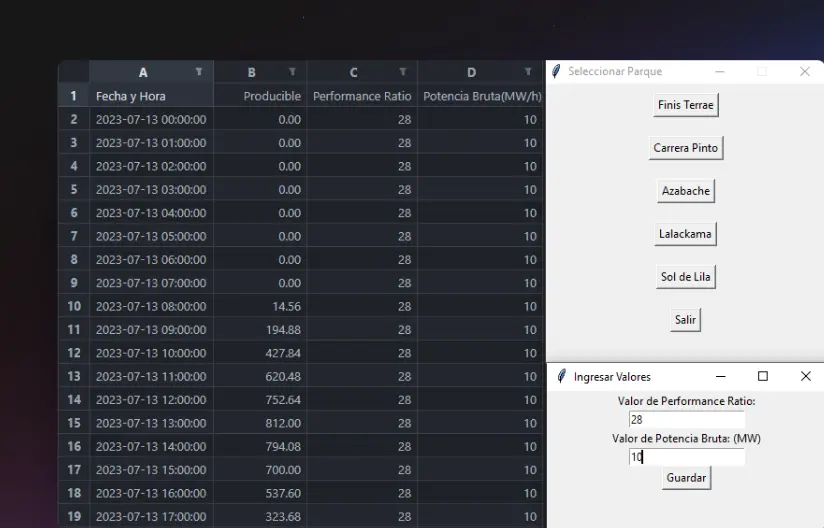 A B C D
1 Fecha y Hora Producible Performance Ratio Potencia Bruta(MW/h)
2 2023-07-13 00:00:00 0.00 28 10
3 2023-07-13 01:00:00 0.00 28 10
4 2023-07-13 02:00:00 0.00 28 10
5 2023-07-13 03:00:00 0.00 28 10
6 2023-07-13 04:00:00 0.00 28 10
7 2023-07-13 05:00:00 0.00 28 10
8 2023-07-13 06:00:00 0.00 28 10
9 2023-07-13 07:00:00 0.00 28 10
10 2023-07-13 08:00:00 14.56 28 10
11 2023-07-13 09:00:00 194.88 28 10
12 2023-07-13 10:00:00 427.84 28 10
13 2023-07-13 11:00:00 620.48 28 10
14 2023-07-13 12:00:00 752.64 28 10
15 2023-07-13 13:00:00 812.00 28 10
16 2023-07-13 14:00:00 794.08 28 10
17 2023-07-13 15:00:00 700.00 28 10
18 2023-07-13 16:00:00 537.60 28 10
19 2023-07-13 17:00:00 323.68 28 10
Seleccionar Parque
Finis Terrae
Carrera Pinto
Azabache
Lalackama
Sol de Lila
Salir
Ingresar Valores
Valor de Performance Ratio:
28
Valor de Potencia Bruta: (MW)
10
Guardar